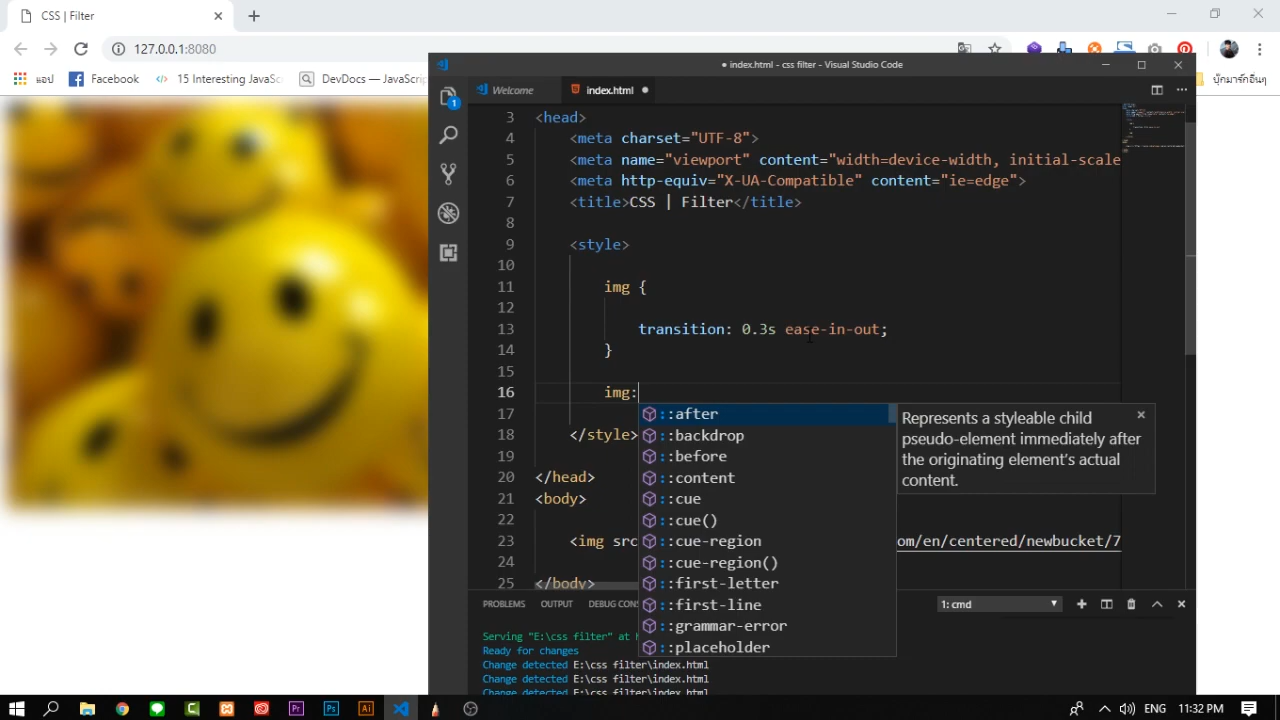 CSS | Filter
127.0.0.1:8080
แอป
Facebook
15 Interesting JavaSc
DevDocs — JavaScri
บุ๊กมาร์กอื่นๆ
● index.html - css filter - Visual Studio Code
Welcome
index.html
1
3 <head>
4 <meta charset="UTF-8">
5 <meta name="viewport" content="width=device-width, initial-scale
6 <meta http-equiv="X-UA-Compatible" content="ie=edge">
7 <title>CSS | Filter</title>
8
9 <style>
10
11 img {
12
13 transition: 0.3s ease-in-out;
14 }
15
16 img:
17
18 </style>
19
20 </head>
21 <body>
22
23 <img src om/en/centered/newbucket/7
24
25 </body>
::after
::backdrop
::before
::content
::cue
::cue()
::cue-region
::cue-region()
::first-letter
::first-line
::grammar-error
::placeholder
Represents a styleable child
pseudo-element immediately after
the originating element's actual
content.
PROBLEMS OUTPUT DEBUG CONS
1: cmd
Serving "E:\css filter" at h
Ready for changes
Change detected E:\css filter\index.html
Change detected E:\css filter\index.html
Change detected E:\css filter\index.html
ENG 11:32 PM